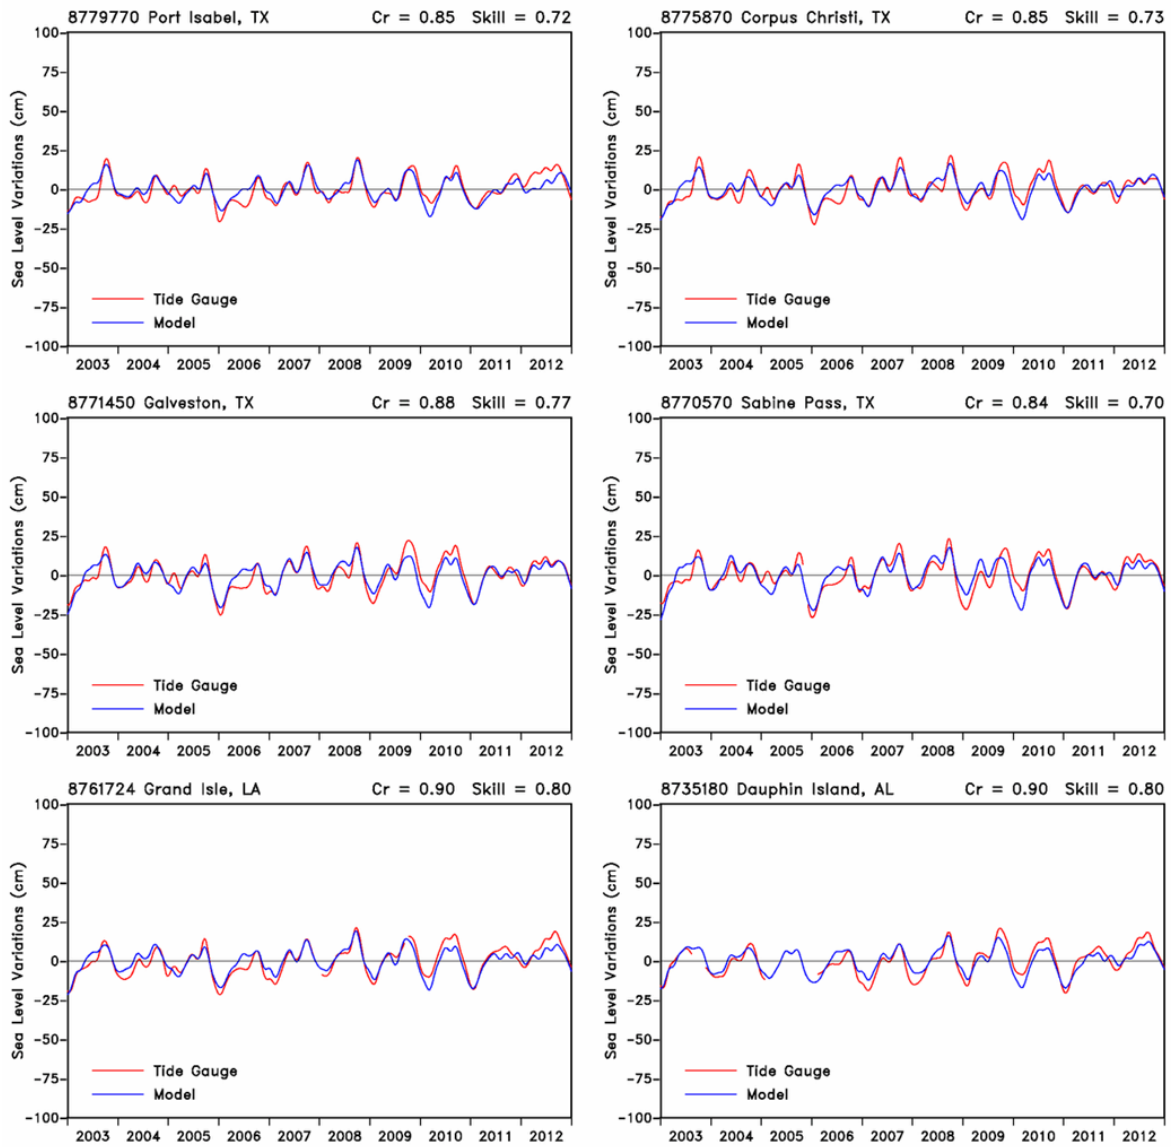 8779770 Port Isabel, TX Cr = 0.85 Skill = 0.72
100
75
50
25
0
-25
-50
-75
-100
Sea Level Variations (cm)
Tide Gauge
Model
2003 2004 2005 2006 2007 2008 2009 2010 2011 2012
8775870 Corpus Christi, TX Cr = 0.85 Skill = 0.73
100
75
50
25
0
-25
-50
-75
-100
Sea Level Variations (cm)
Tide Gauge
Model
2003 2004 2005 2006 2007 2008 2009 2010 2011 2012
8771450 Galveston, TX Cr = 0.88 Skill = 0.77
100
75
50
25
0
-25
-50
-75
-100
Sea Level Variations (cm)
Tide Gauge
Model
2003 2004 2005 2006 2007 2008 2009 2010 2011 2012
8770570 Sabine Pass, TX Cr = 0.84 Skill = 0.70
100
75
50
25
0
-25
-50
-75
-100
Sea Level Variations (cm)
Tide Gauge
Model
2003 2004 2005 2006 2007 2008 2009 2010 2011 2012
8761724 Grand Isle, LA Cr = 0.90 Skill = 0.80
100
75
50
25
0
-25
-50
-75
-100
Sea Level Variations (cm)
Tide Gauge
Model
2003 2004 2005 2006 2007 2008 2009 2010 2011 2012
8735180 Dauphin Island, AL Cr = 0.90 Skill = 0.80
100
75
50
25
0
-25
-50
-75
-100
Sea Level Variations (cm)
Tide Gauge
Model
2003 2004 2005 2006 2007 2008 2009 2010 2011 2012